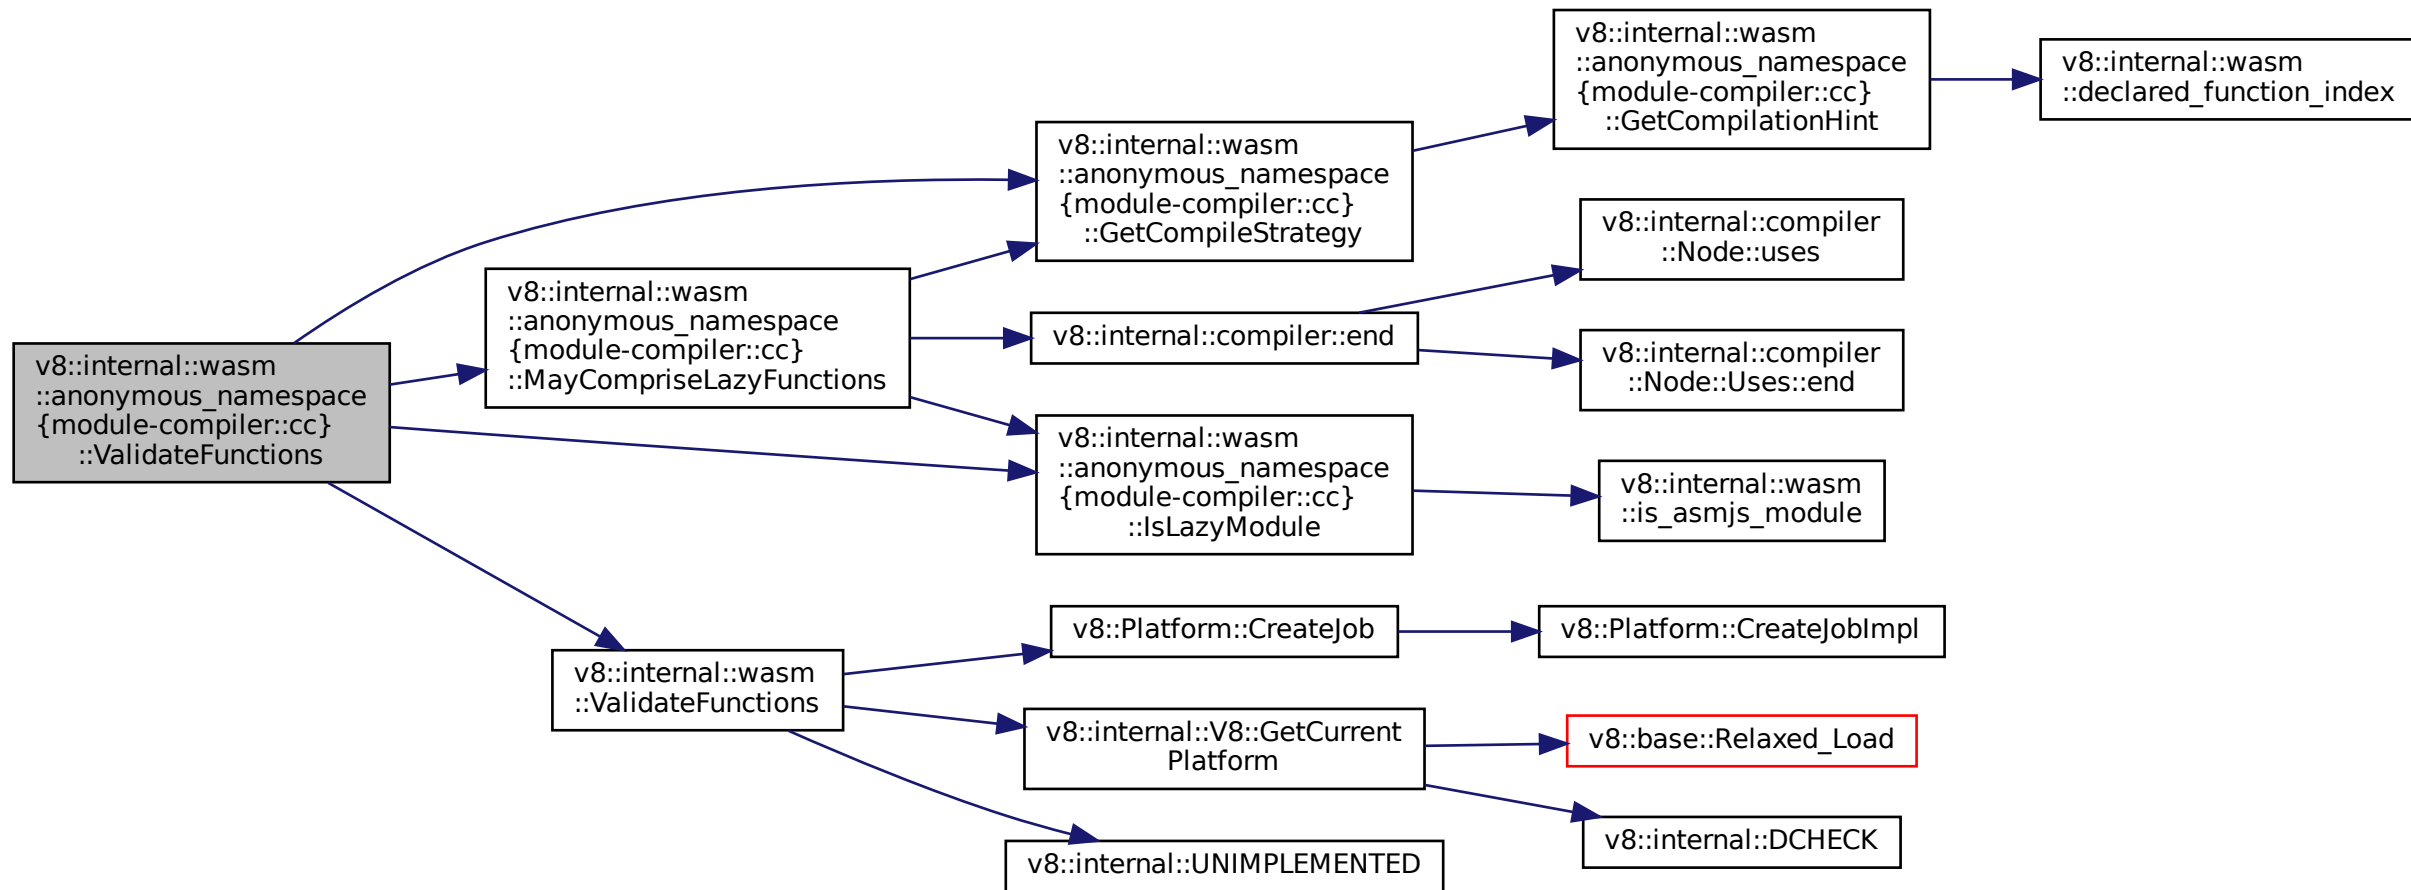 v8::internal::wasm
::anonymous_namespace
{module-compiler::cc}
::ValidateFunctions
v8::internal::wasm
::anonymous_namespace
{module-compiler::cc}
::MayCompriseLazyFunctions
v8::internal::wasm
::ValidateFunctions
v8::internal::wasm
::anonymous_namespace
{module-compiler::cc}
::GetCompileStrategy
v8::internal::compiler::end
v8::internal::wasm
::anonymous_namespace
{module-compiler::cc}
::IsLazyModule
v8::Platform::CreateJob
v8::internal::V8::GetCurrent
Platform
v8::internal::UNIMPLEMENTED
v8::internal::wasm
::anonymous_namespace
{module-compiler::cc}
::GetCompilationHint
v8::internal::compiler
::Node::uses
v8::internal::compiler
::Node::Uses::end
v8::internal::wasm
::is_asmjs_module
v8::Platform::CreateJobImpl
v8::base::Relaxed_Load
v8::internal::DCHECK
v8::internal::wasm
::declared_function_index